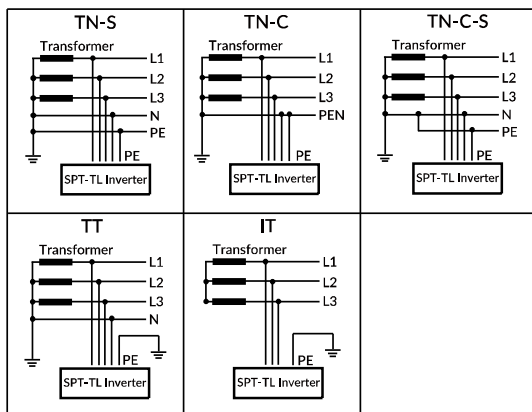 TN-S
Transformer
L1
L2
L3
N
PE
PE
SPT-TL Inverter
TN-C
Transformer
L1
L2
L3
PEN
PE
SPT-TL Inverter
TN-C-S
Transformer
L1
L2
L3
N
PE
PE
SPT-TL Inverter
TT
Transformer
L1
L2
L3
N
PE
SPT-TL Inverter
IT
Transformer
L1
L2
L3
PE
SPT-TL Inverter